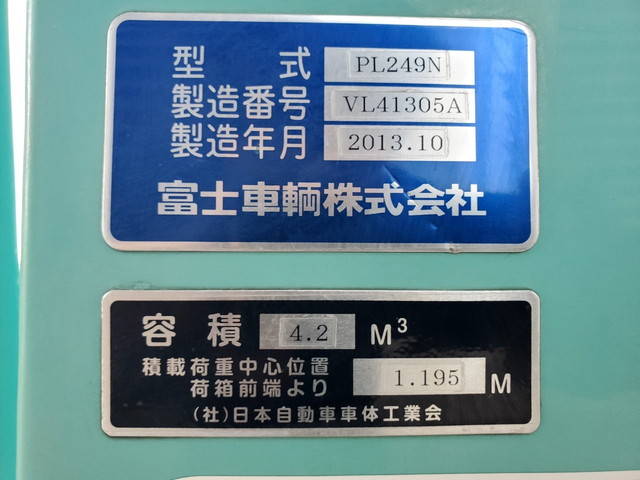 型 式 PL249N
製造番号 VL41305A
製造年月 2013.10
富士車輌株式会社
容 積 4.2 M³
積載荷重中心位置
荷箱前端より 1.195 M
(社)日本自動車車体工業会